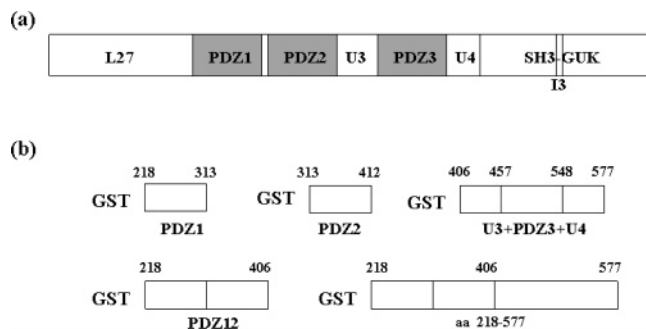 (a)
L27 PDZ1 PDZ2 U3 PDZ3 U4 SH3-GUK
I3
(b)
218 313 313 412 406 457 548 577
GST GST GST
PDZ1 PDZ2 U3+PDZ3+U4
218 406 218 406 577
GST GST
PDZ12 aa 218-577